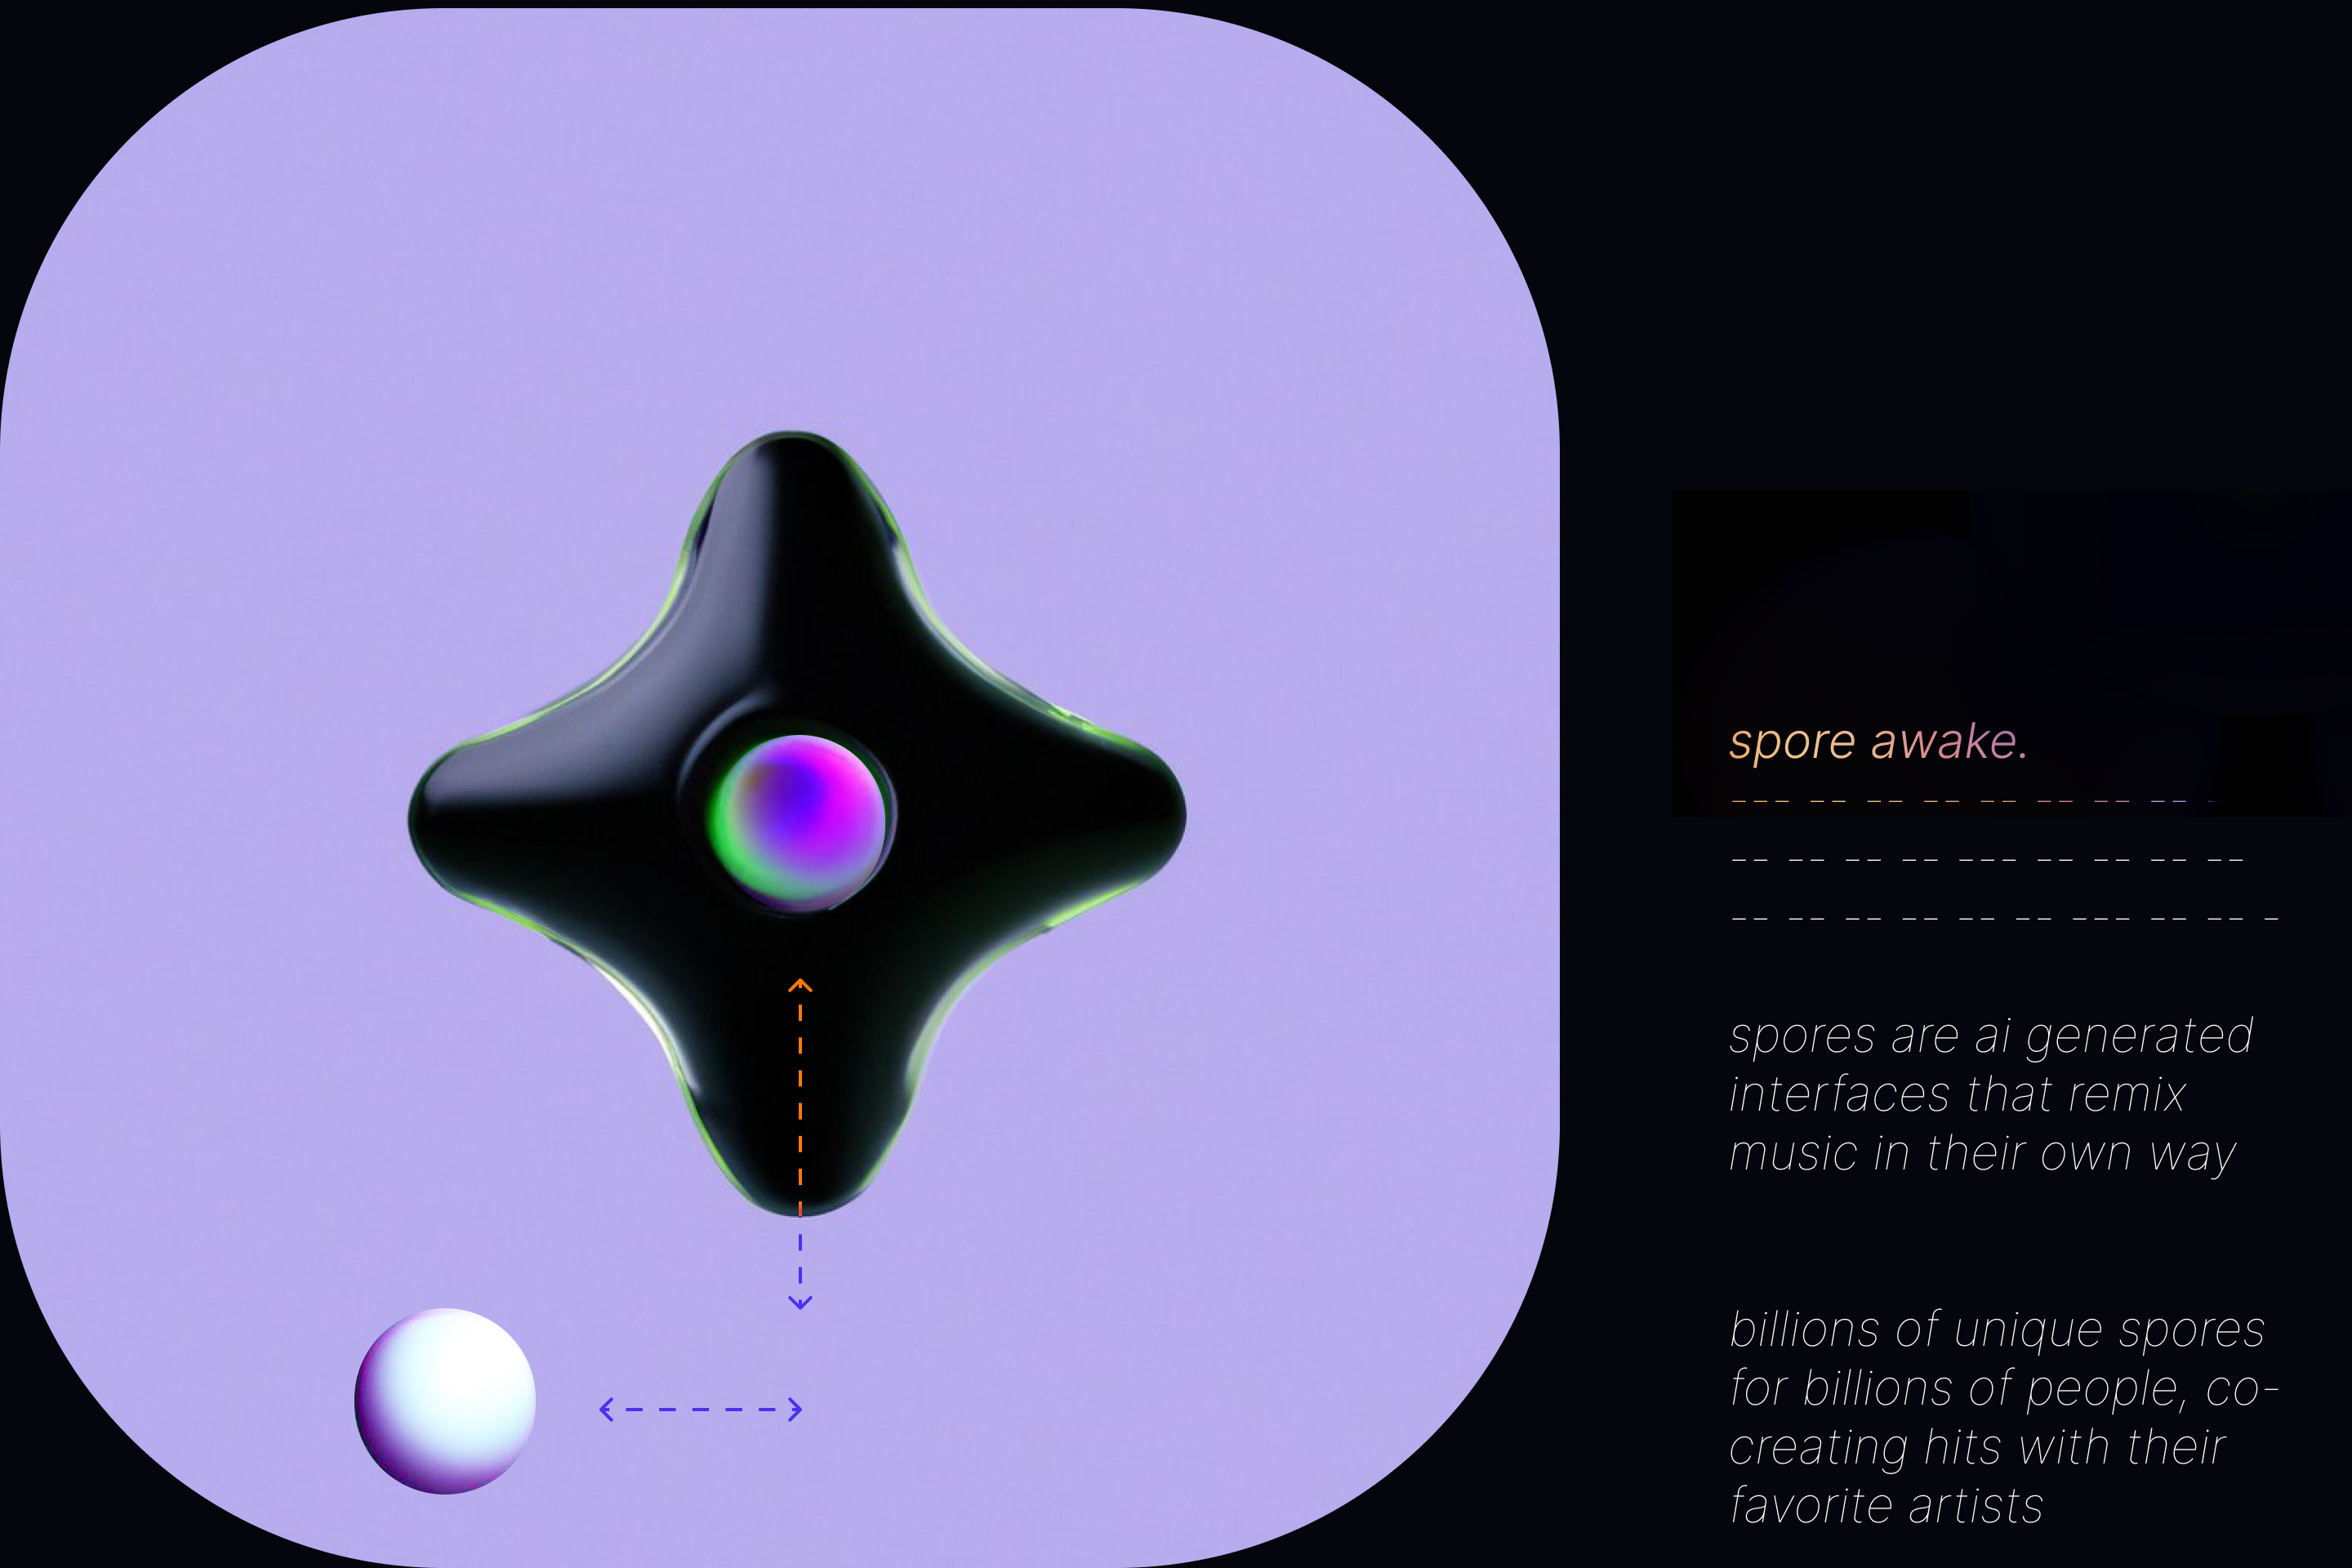 spore awake.
--- -- -- -- -- -- -- -- -
-- -- -- -- --- -- -- -- --
-- -- -- -- -- -- --- -- -- -
spores are ai generated
interfaces that remix
music in their own way
billions of unique spores
for billions of people, co-
creating hits with their
favorite artists